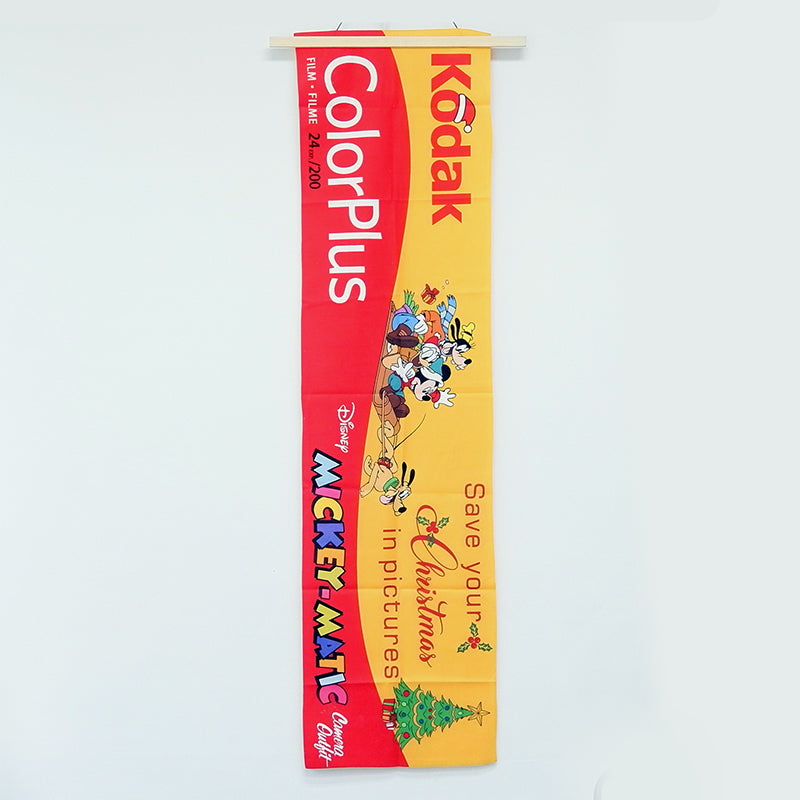 Kodak
ColorPlus
FILM • FILME 24 EXP. /200
Save your
Christmas
in pictures
Disney
MICKEY-MATIC
Camera
Outfit